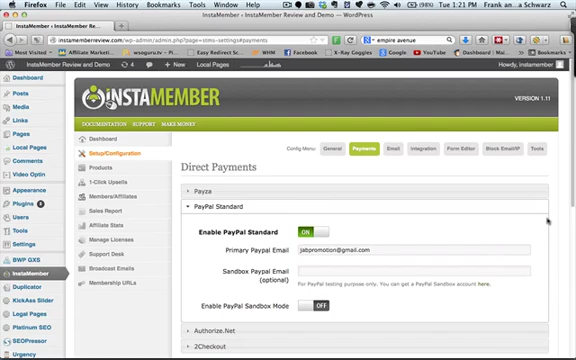 Firefox File Edit View History Bookmarks Tools Window Help
Tue 1:21 PM Frank an...a Schwarz
InstaMember Review and Demo — WordPress
InstaMember Review and Demo ...
instamemberreview.com/wp-admin/admin.php?page=stms-settings#payments
empire avenue
Most Visited
Affiliate Marketing...
wsoguru.tv
Easy Redirect Scr...
Facebook
X-Ray Goggles
Google
YouTube
Bookmarks
InstaMember Review and Demo
3
+ New
Howdy, instamember
Dashboard
Posts
Media
Links
Pages
Local Pages
Comments
Video Optin
Appearance
Plugins
Users
Tools
Settings
BWP GXS
InstaMember
Duplicator
KickAss Slider
Legal Pages
Platinum SEO
SEOPressor
Urgency
INSTAMEMBER
VERSION 1.11
DOCUMENTATION SUPPORT MAKE MONEY
Dashboard
Setup/Configuration
Products
1-Click Upsells
Members/Affiliates
Sales Report
Affiliate Stats
Manage Licenses
Support Desk
Broadcast Emails
Membership URLs
Config Menu: General Payments Email Integration Form Editor Block Email/IP Tools
Direct Payments
Payza
PayPal Standard
Enable PayPal Standard ON
Primary Paypal Email jabpromotion@gmail.com
Sandbox Paypal Email
(optional)
For PayPal testing purpose only. You can get a PayPal Sandbox account here.
Enable PayPal Sandbox Mode OFF
Authorize.Net
2Checkout